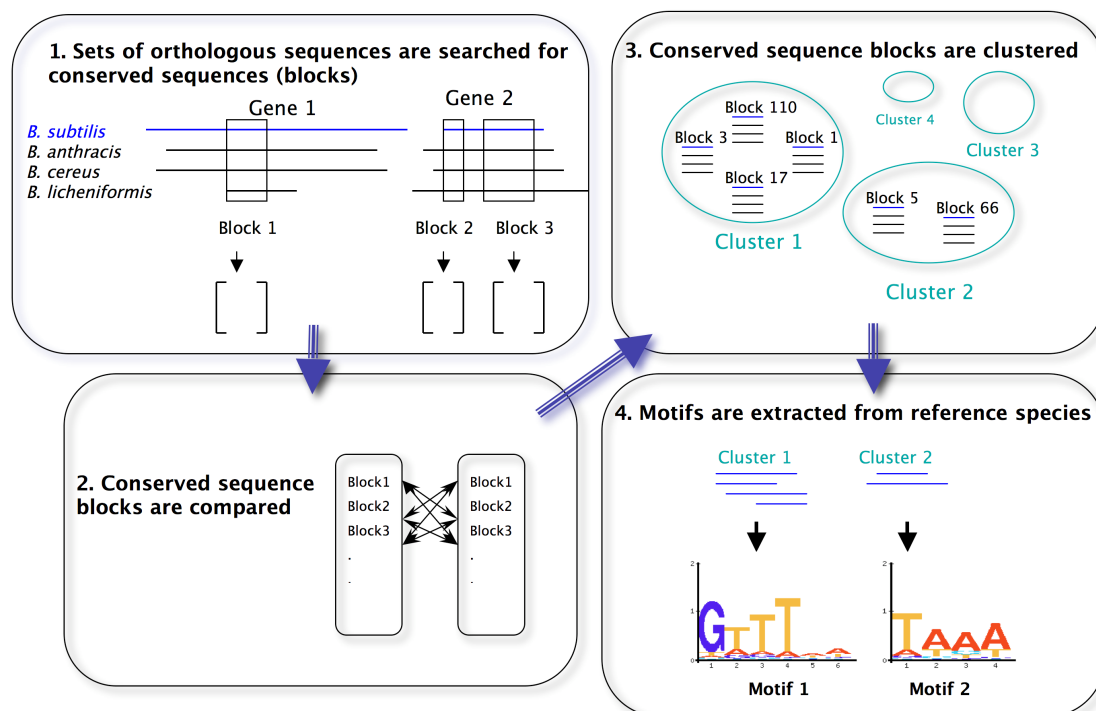 1. Sets of orthologous sequences are searched for
conserved sequences (blocks)
Gene 1
Gene 2
B. subtilis
B. anthracis
B. cereus
B. licheniformis
Block 1
Block 2
Block 3
2. Conserved sequence
blocks are compared
Block1
Block2
Block3
.
.
Block1
Block2
Block3
.
.
3. Conserved sequence blocks are clustered
Block 110
Block 3
Block 1
Block 17
Cluster 1
Cluster 4
Cluster 3
Block 5
Block 66
Cluster 2
4. Motifs are extracted from reference species
Cluster 1
Cluster 2
2
1
0
GTTT
1 2 3 4 5 6
Motif 1
2
1
0
TAAA
1 2 3 4
Motif 2